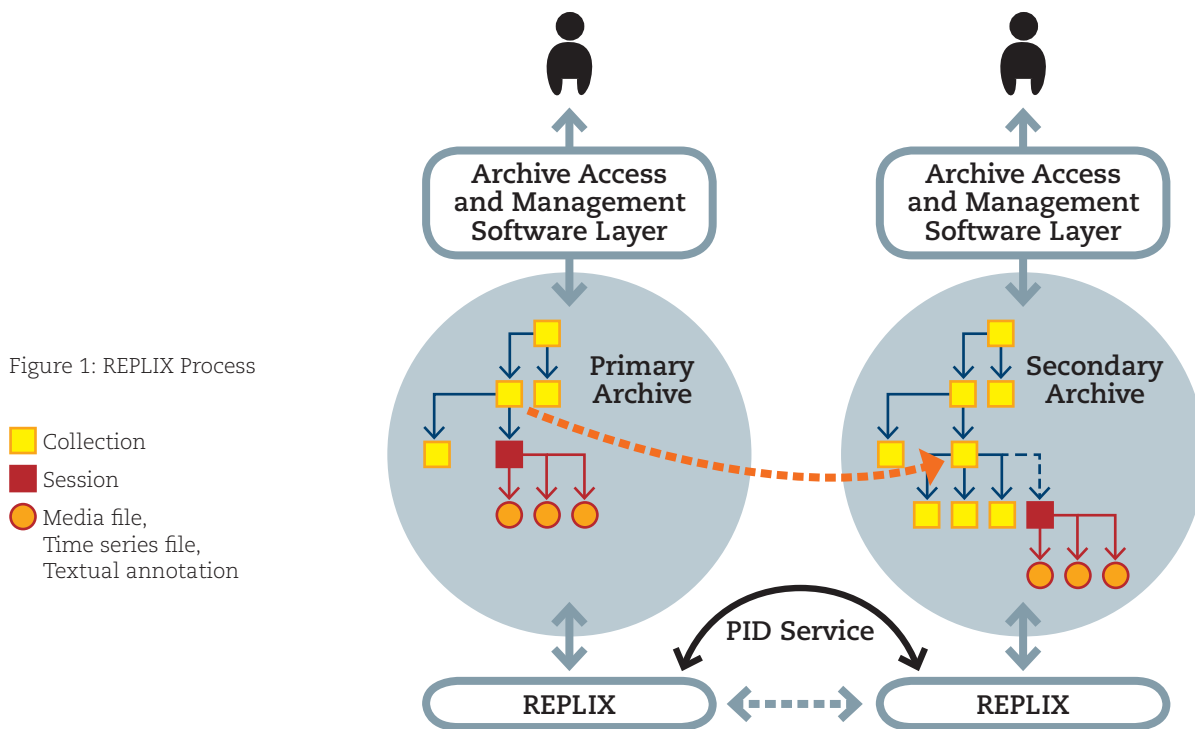 Archive Access
and Management
Software Layer
Archive Access
and Management
Software Layer
Primary
Archive
Secondary
Archive
Figure 1: REPLIX Process
Collection
Session
Media file,
Time series file,
Textual annotation
PID Service
REPLIX
REPLIX